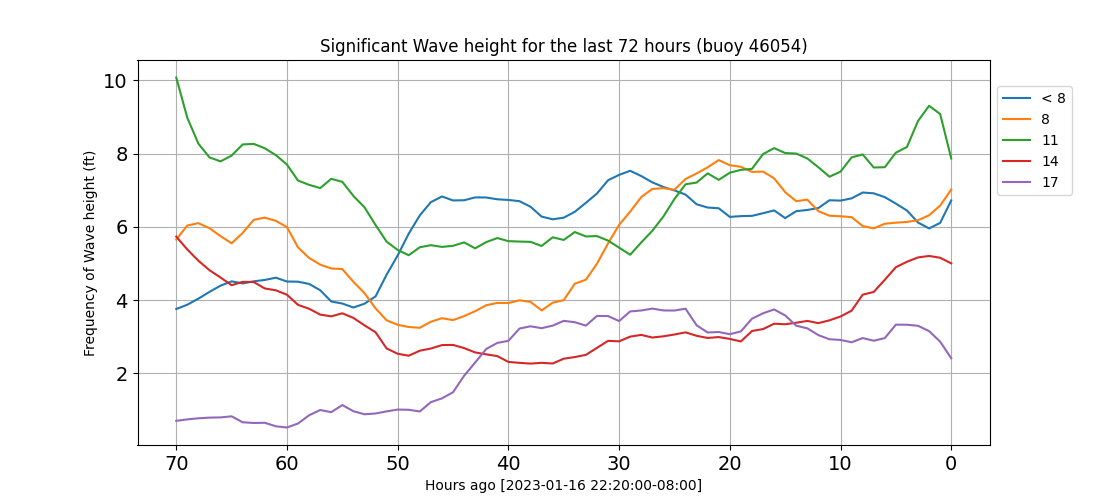 Significant Wave height for the last 72 hours (buoy 46054)
Frequency of Wave height (ft)
10
8
6
4
2
70 60 50 40 30 20 10 0
Hours ago [2023-01-16 22:20:00-08:00]
< 8
8
11
14
17